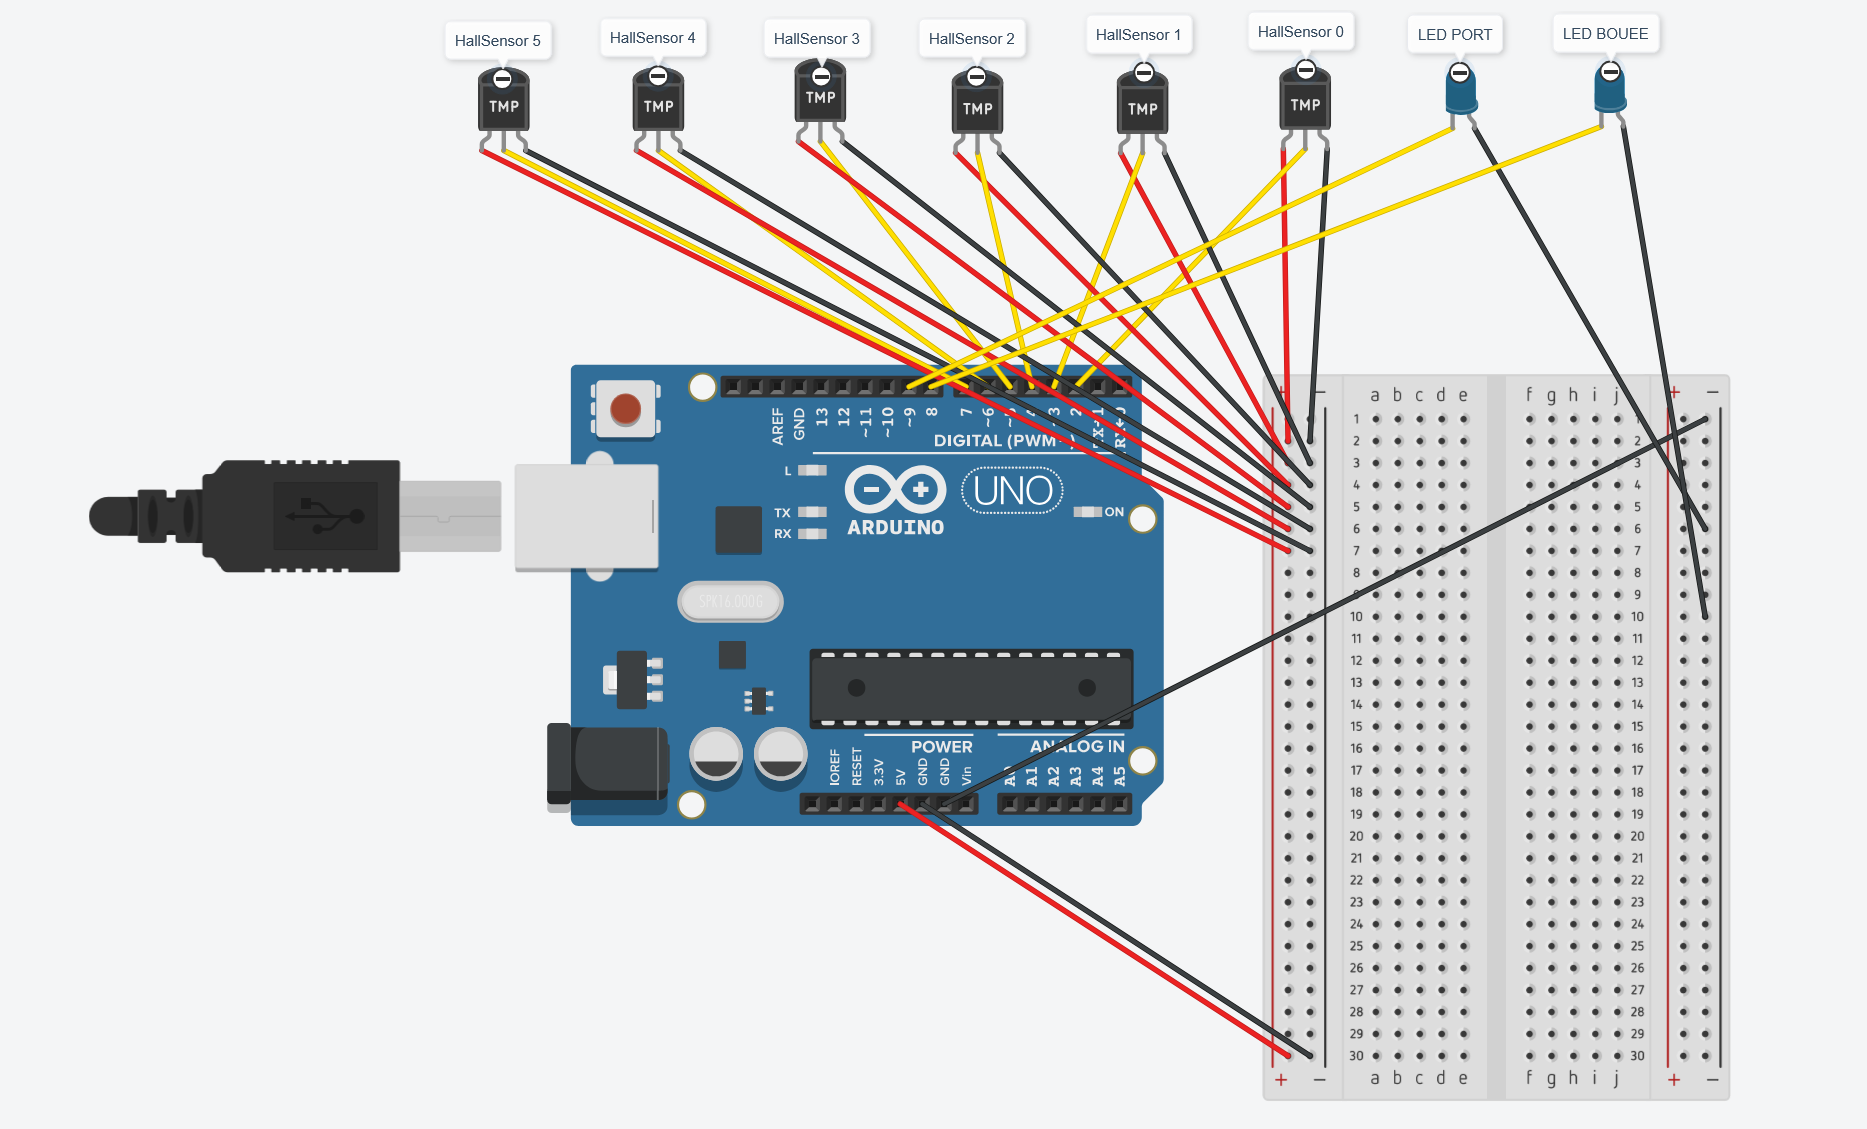 HallSensor 5
HallSensor 4
HallSensor 3
HallSensor 2
HallSensor 1
HallSensor 0
LED PORT
LED BOUEE
TMP
TMP
TMP
TMP
TMP
TMP
AREF
GND
13
12
~11
~10
~9
8
7
~6
~5
4
~3
2
TX→1
RX←0
DIGITAL (PWM~)
L
TX
RX
UNO
ARDUINO
ON
SPK16.000G
POWER
ANALOG IN
IOREF
RESET
3.3V
5V
GND
GND
Vin
A0
A1
A2
A3
A4
A5
+ − a b c d e f g h i j + −
1 1
2 2
3 3
4 4
5 5
6 6
7 7
8 8
9 9
10 10
11 11
12 12
13 13
14 14
15 15
16 16
17 17
18 18
19 19
20 20
21 21
22 22
23 23
24 24
25 25
26 26
27 27
28 28
29 29
30 30
+ − a b c d e f g h i j + −